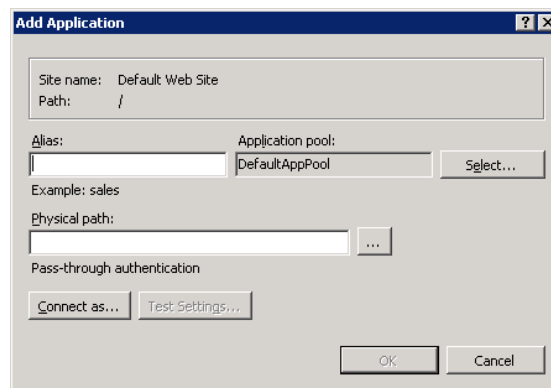 Add Application
Site name: Default Web Site
Path: /
Alias: Application pool:
DefaultAppPool Select...
Example: sales
Physical path:
...
Pass-through authentication
Connect as... Test Settings...
OK Cancel